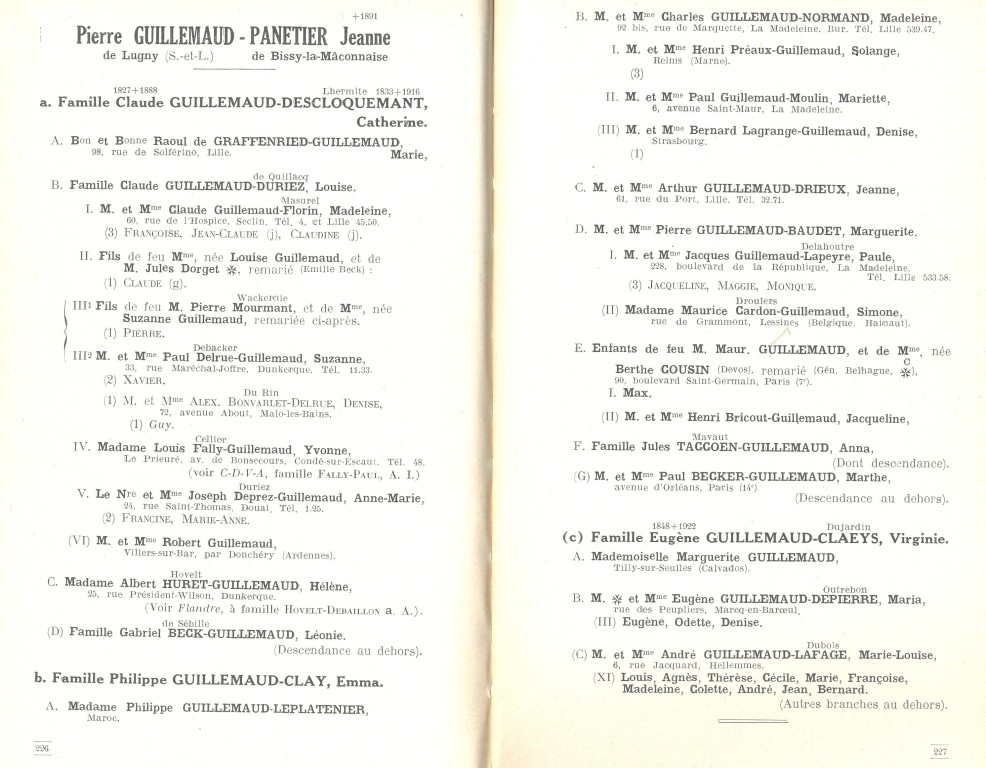 +1891
Pierre GUILLEMAUD - PANETIER Jeanne
de Lugny (S.-et-L.) de Bissy-la-Mâconnaise
1827+1888 Lhermite 1833+1916
a. Famille Claude GUILLEMAUD-DESCLOQUEMANT,
Catherine.
A. Bon et Bonne Raoul de GRAFFENRIED-GUILLEMAUD,
98, rue de Solférino, Lille. Marie,
de Quillacq
B. Famille Claude GUILLEMAUD-DURIEZ, Louise.
Masurel
I. M. et Mme Claude Guillemaud-Florin, Madeleine,
60, rue de l'Hospice, Seclin. Tél. 4, et Lille 45.50.
(3) FRANÇOISE, JEAN-CLAUDE (j), CLAUDINE (j).
II. Fils de feu Mme, née Louise Guillemaud, et de
M. Jules Dorget ✻, remarié (Emilie Beck) :
(1) CLAUDE (g).
Wackernie
III1 Fils de feu M. Pierre Mourmant, et de Mme, née
Suzanne Guillemaud, remariée ci-après.
(1) PIERRE.
Debacker
III2 M. et Mme Paul Delrue-Guillemaud, Suzanne,
33, rue Maréchal-Joffre, Dunkerque. Tél. 11.33.
(2) XAVIER.
Du Rin
(1) M. et Mme ALEX. BONVARLET-DELRUE, DENISE,
72, avenue About, Malo-les-Bains.
(1) Guy.
Cellier
IV. Madame Louis Fally-Guillemaud, Yvonne,
Le Prieuré, av. de Bonsecours, Condé-sur-Escaut. Tél. 48.
(voir C-D-V-A, famille FALLY-PAUL, A. I.)
Duriez
V. Le Nre et Mme Joseph Deprez-Guillemaud, Anne-Marie,
24, rue Saint-Thomas, Douai. Tél. 1.25.
(2) FRANCINE, MARIE-ANNE.
(VI) M. et Mme Robert Guillemaud,
Villers-sur-Bar, par Donchéry (Ardennes).
Hovelt
C. Madame Albert HURET-GUILLEMAUD, Hélène,
25, rue Président-Wilson, Dunkerque.
(Voir Flandre, à famille HOVELT-DEBAILLON a. A.).
de Sébille
(D) Famille Gabriel BECK-GUILLEMAUD, Léonie.
(Descendance au dehors).
b. Famille Philippe GUILLEMAUD-CLAY, Emma.
A. Madame Philippe GUILLEMAUD-LEPLATENIER,
Maroc.
226
B. M. et Mme Charles GUILLEMAUD-NORMAND, Madeleine,
92 bis, rue de Marquette, La Madeleine. Bur. Tél. Lille 539.47.
I. M. et Mme Henri Préaux-Guillemaud, Solange,
Reims (Marne).
(3)
II. M. et Mme Paul Guillemaud-Moulin, Mariette,
6, avenue Saint-Maur, La Madeleine.
(III) M. et Mme Bernard Lagrange-Guillemaud, Denise,
Strasbourg.
(1)
C. M. et Mme Arthur GUILLEMAUD-DRIEUX, Jeanne,
61, rue du Port, Lille. Tél. 32.71.
D. M. et Mme Pierre GUILLEMAUD-BAUDET, Marguerite.
Delahoutre
I. M. et Mme Jacques Guillemaud-Lapeyre, Paule,
228, boulevard de la République, La Madeleine.
Tél. Lille 533.58.
(3) JACQUELINE, MAGGIE, MONIQUE.
Droulers
(II) Madame Maurice Cardon-Guillemaud, Simone,
rue de Grammont, Lessines (Belgique, Hainaut).
E. Enfants de feu M. Maur. GUILLEMAUD, et de Mme, née
C
Berthe COUSIN (Devos), remarié (Gén. Belhague, ✻),
90, boulevard Saint-Germain, Paris (7e).
I. Max.
(II) M. et Mme Henri Bricout-Guillemaud, Jacqueline,
Mavaut
F. Famille Jules TACCOEN-GUILLEMAUD, Anna,
(Dont descendance).
(G) M. et Mme Paul BECKER-GUILLEMAUD, Marthe,
avenue d'Orléans, Paris (14e)
(Descendance au dehors).
1848+1922 Dujardin
(c) Famille Eugène GUILLEMAUD-CLAEYS, Virginie.
A. Mademoiselle Marguerite GUILLEMAUD,
Tilly-sur-Seulles (Calvados).
Outrebon
B. M. ✻ et Mme Eugène GUILLEMAUD-DEPIERRE, Maria,
rue des Peupliers, Marcq-en-Barœul.
(III) Eugène, Odette, Denise.
Dubois
(C) M. et Mme André GUILLEMAUD-LAFAGE, Marie-Louise,
6, rue Jacquard, Hellemmes.
(XI) Louis, Agnès, Thérèse, Cécile, Marie, Françoise,
Madeleine, Colette, André, Jean, Bernard.
(Autres branches au dehors).
227